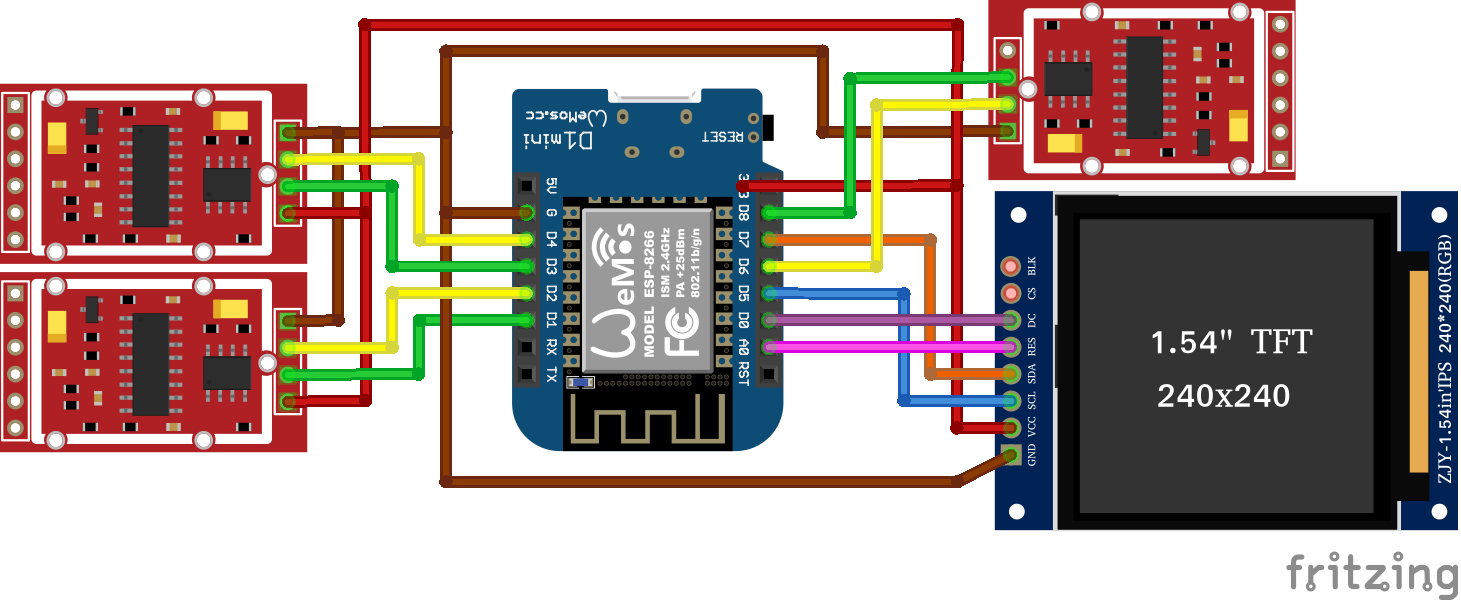 WeMos.cc
D1mini
RESET
5V
G
D4
D3
D2
D1
RX
TX
3
3
D8
D7
D6
D5
D0
A0
RST
WeMos
MODEL ESP-8266
ISM 2.4GHz
PA +25dBm
802.11b/g/n
FC
BLK
CS
DC
RES
SDA
SCL
VCC
GND
1.54" TFT
240x240
ZJY-1.54in'IPS 240*240(RGB)
fritzing